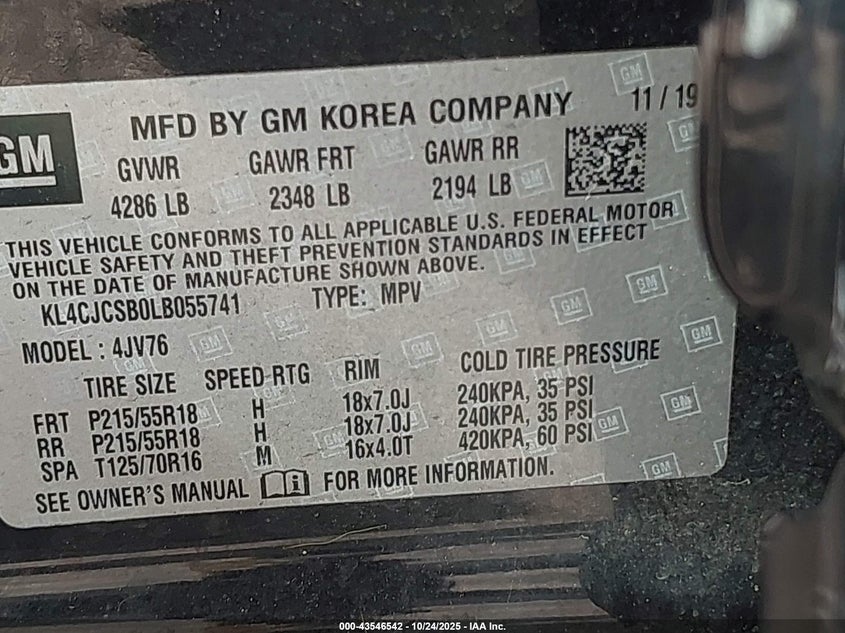 GM
MFD BY GM KOREA COMPANY 11 / 19
GVWR GAWR FRT GAWR RR
4286 LB 2348 LB 2194 LB
THIS VEHICLE CONFORMS TO ALL APPLICABLE U.S. FEDERAL MOTOR
VEHICLE SAFETY AND THEFT PREVENTION STANDARDS IN EFFECT
ON THE DATE OF MANUFACTURE SHOWN ABOVE.
KL4CJCSB0LB055741 TYPE: MPV
MODEL : 4JV76
TIRE SIZE SPEED RTG RIM COLD TIRE PRESSURE
FRT P215/55R18 H 18x7.0J 240KPA, 35 PSI
RR P215/55R18 H 18x7.0J 240KPA, 35 PSI
SPA T125/70R16 M 16x4.0T 420KPA, 60 PSI
SEE OWNER'S MANUAL FOR MORE INFORMATION.
000-43546542 - 10/24/2025 - IAA Inc.